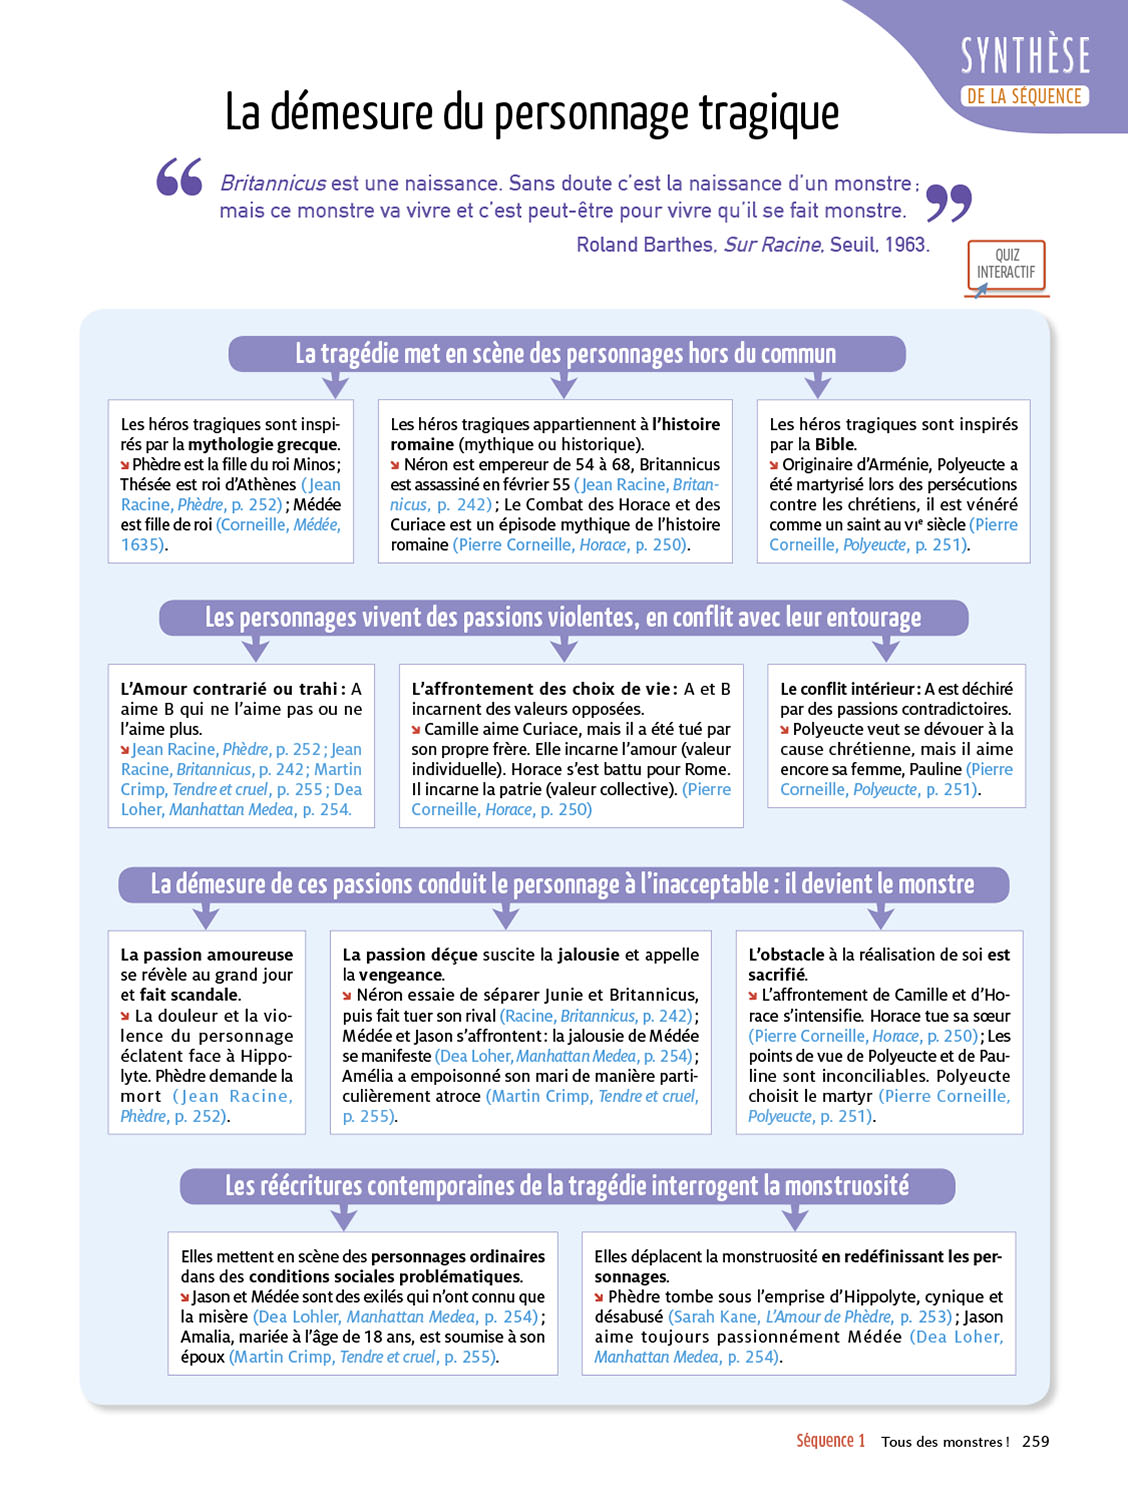 SYNTHÈSE
DE LA SÉQUENCE
La démesure du personnage tragique
“ Britannicus est une naissance. Sans doute c’est la naissance d’un monstre ;
mais ce monstre va vivre et c’est peut-être pour vivre qu’il se fait monstre. ”
Roland Barthes, Sur Racine, Seuil, 1963.
QUIZ
INTERACTIF
La tragédie met en scène des personnages hors du commun
Les héros tragiques sont inspi-
rés par la mythologie grecque.
➘ Phèdre est la fille du roi Minos ;
Thésée est roi d’Athènes (Jean
Racine, Phèdre, p. 252) ; Médée
est fille de roi (Corneille, Médée,
1635).
Les héros tragiques appartiennent à l’histoire
romaine (mythique ou historique).
➘ Néron est empereur de 54 à 68, Britannicus
est assassiné en février 55 (Jean Racine, Britan-
nicus, p. 242) ; Le Combat des Horace et des
Curiace est un épisode mythique de l’histoire
romaine (Pierre Corneille, Horace, p. 250).
Les héros tragiques sont inspirés
par la Bible.
➘ Originaire d’Arménie, Polyeucte a
été martyrisé lors des persécutions
contre les chrétiens, il est vénéré
comme un saint au VIe siècle (Pierre
Corneille, Polyeucte, p. 251).
Les personnages vivent des passions violentes, en conflit avec leur entourage
L’Amour contrarié ou trahi : A
aime B qui ne l’aime pas ou ne
l’aime plus.
➘ Jean Racine, Phèdre, p. 252 ; Jean
Racine, Britannicus, p. 242 ; Martin
Crimp, Tendre et cruel, p. 255 ; Dea
Loher, Manhattan Medea, p. 254.
L’affrontement des choix de vie : A et B
incarnent des valeurs opposées.
➘ Camille aime Curiace, mais il a été tué par
son propre frère. Elle incarne l’amour (valeur
individuelle). Horace s’est battu pour Rome.
Il incarne la patrie (valeur collective). (Pierre
Corneille, Horace, p. 250)
Le conflit intérieur : A est déchiré
par des passions contradictoires.
➘ Polyeucte veut se dévouer à la
cause chrétienne, mais il aime
encore sa femme, Pauline (Pierre
Corneille, Polyeucte, p. 251).
La démesure de ces passions conduit le personnage à l’inacceptable : il devient le monstre
La passion amoureuse
se révèle au grand jour
et fait scandale.
➘ La douleur et la vio-
lence du personnage
éclatent face à Hippo-
lyte. Phèdre demande la
mort (Jean Racine,
Phèdre, p. 252).
La passion déçue suscite la jalousie et appelle
la vengeance.
➘ Néron essaie de séparer Junie et Britannicus,
puis fait tuer son rival (Racine, Britannicus, p. 242) ;
Médée et Jason s’affrontent : la jalousie de Médée
se manifeste (Dea Loher, Manhattan Medea, p. 254) ;
Amélia a empoisonné son mari de manière parti-
culièrement atroce (Martin Crimp, Tendre et cruel,
p. 255).
L’obstacle à la réalisation de soi est
sacrifié.
➘ L’affrontement de Camille et d’Ho-
race s’intensifie. Horace tue sa sœur
(Pierre Corneille, Horace, p. 250) ; Les
points de vue de Polyeucte et de Pau-
line sont inconciliables. Polyeucte
choisit le martyr (Pierre Corneille,
Polyeucte, p. 251).
Les réécritures contemporaines de la tragédie interrogent la monstruosité
Elles mettent en scène des personnages ordinaires
dans des conditions sociales problématiques.
➘ Jason et Médée sont des exilés qui n’ont connu que
la misère (Dea Lohler, Manhattan Medea, p. 254) ;
Amalia, mariée à l’âge de 18 ans, est soumise à son
époux (Martin Crimp, Tendre et cruel, p. 255).
Elles déplacent la monstruosité en redéfinissant les per-
sonnages.
➘ Phèdre tombe sous l’emprise d’Hippolyte, cynique et
désabusé (Sarah Kane, L’Amour de Phèdre, p. 253) ; Jason
aime toujours passionnément Médée (Dea Loher,
Manhattan Medea, p. 254).
Séquence 1 Tous des monstres ! 259